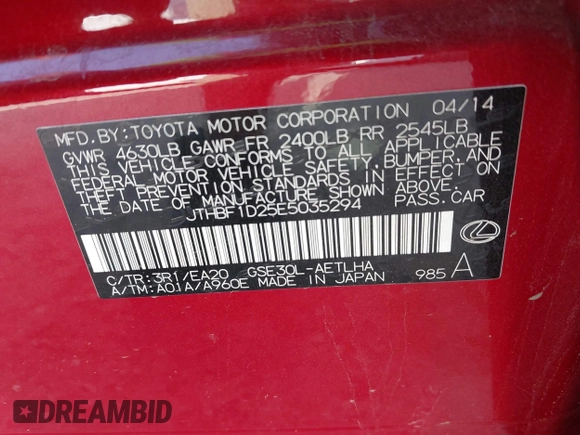 MFD.BY:TOYOTA MOTOR CORPORATION 04/14
GVWR 4630LB GAWR FR 2400LB RR 2545LB
THIS VEHICLE CONFORMS TO ALL APPLICABLE
FEDERAL MOTOR VEHICLE SAFETY,BUMPER,AND
THEFT PREVENTION STANDARDS IN EFFECT ON
THE DATE OF MANUFACTURE SHOWN ABOVE.
JTHBF1D25E5035294 PASS.CAR
C/TR:3R1/EA20 GSE30L-AETLHA
A/TM:A01A/A960E MADE IN JAPAN 985 A
DREAMBID